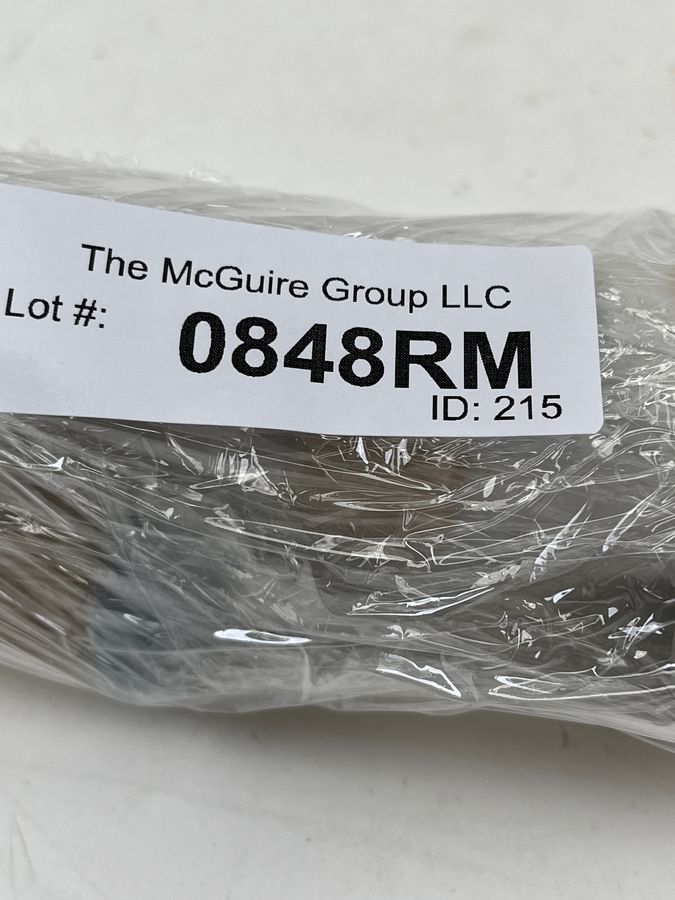 The McGuire Group LLC
Lot #:
0848RM
ID: 215